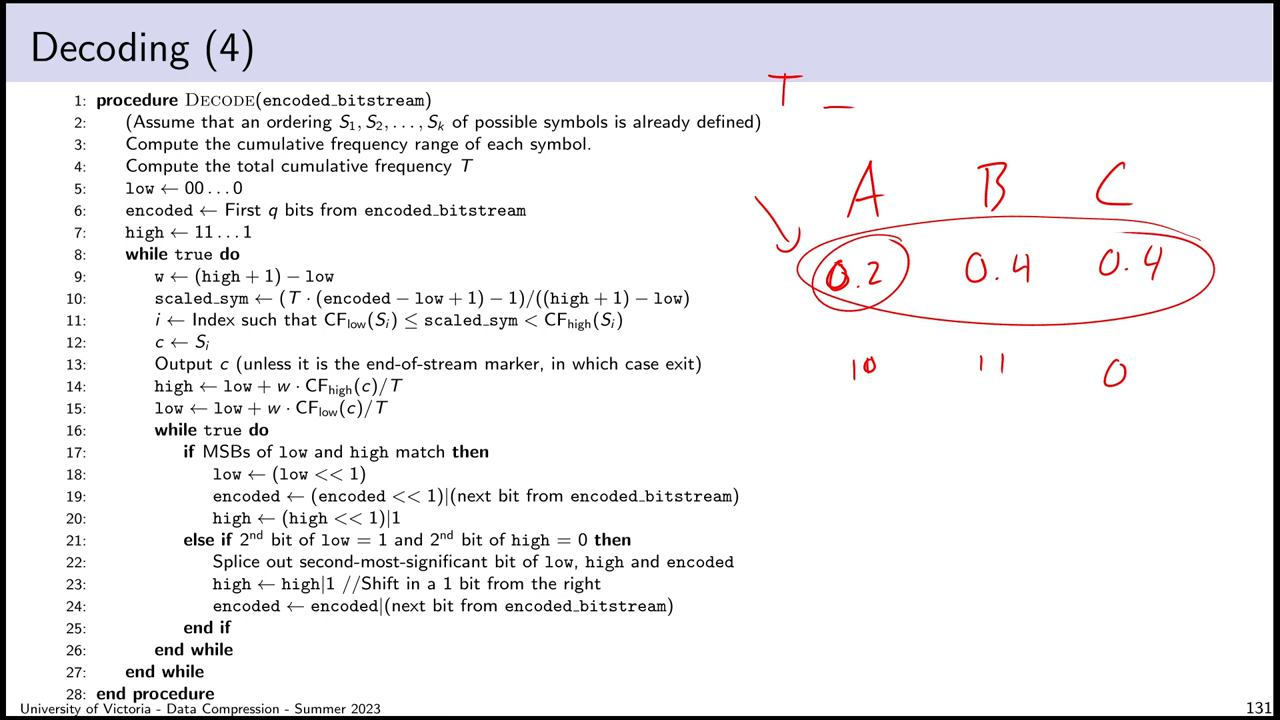 Decoding (4)
1: procedure DECODE(encoded_bitstream)
2: (Assume that an ordering S₁, S₂, . . . , Sₖ of possible symbols is already defined)
3: Compute the cumulative frequency range of each symbol.
4: Compute the total cumulative frequency T
5: low ← 00 . . . 0
6: encoded ← First q bits from encoded_bitstream
7: high ← 11 . . . 1
8: while true do
9: w ← (high + 1) − low
10: scaled_sym ← (T · (encoded − low + 1) − 1)/((high + 1) − low)
11: i ← Index such that CF_low(Sᵢ) ≤ scaled_sym < CF_high(Sᵢ)
12: c ← Sᵢ
13: Output c (unless it is the end-of-stream marker, in which case exit)
14: high ← low + w · CF_high(c)/T
15: low ← low + w · CF_low(c)/T
16: while true do
17: if MSBs of low and high match then
18: low ← (low << 1)
19: encoded ← (encoded << 1)|(next bit from encoded_bitstream)
20: high ← (high << 1)|1
21: else if 2nd bit of low = 1 and 2nd bit of high = 0 then
22: Splice out second-most-significant bit of low, high and encoded
23: high ← high|1 //Shift in a 1 bit from the right
24: encoded ← encoded|(next bit from encoded_bitstream)
25: end if
26: end while
27: end while
28: end procedure
T _
A B C
0.2 0.4 0.4
10 11 0
University of Victoria - Data Compression - Summer 2023
131